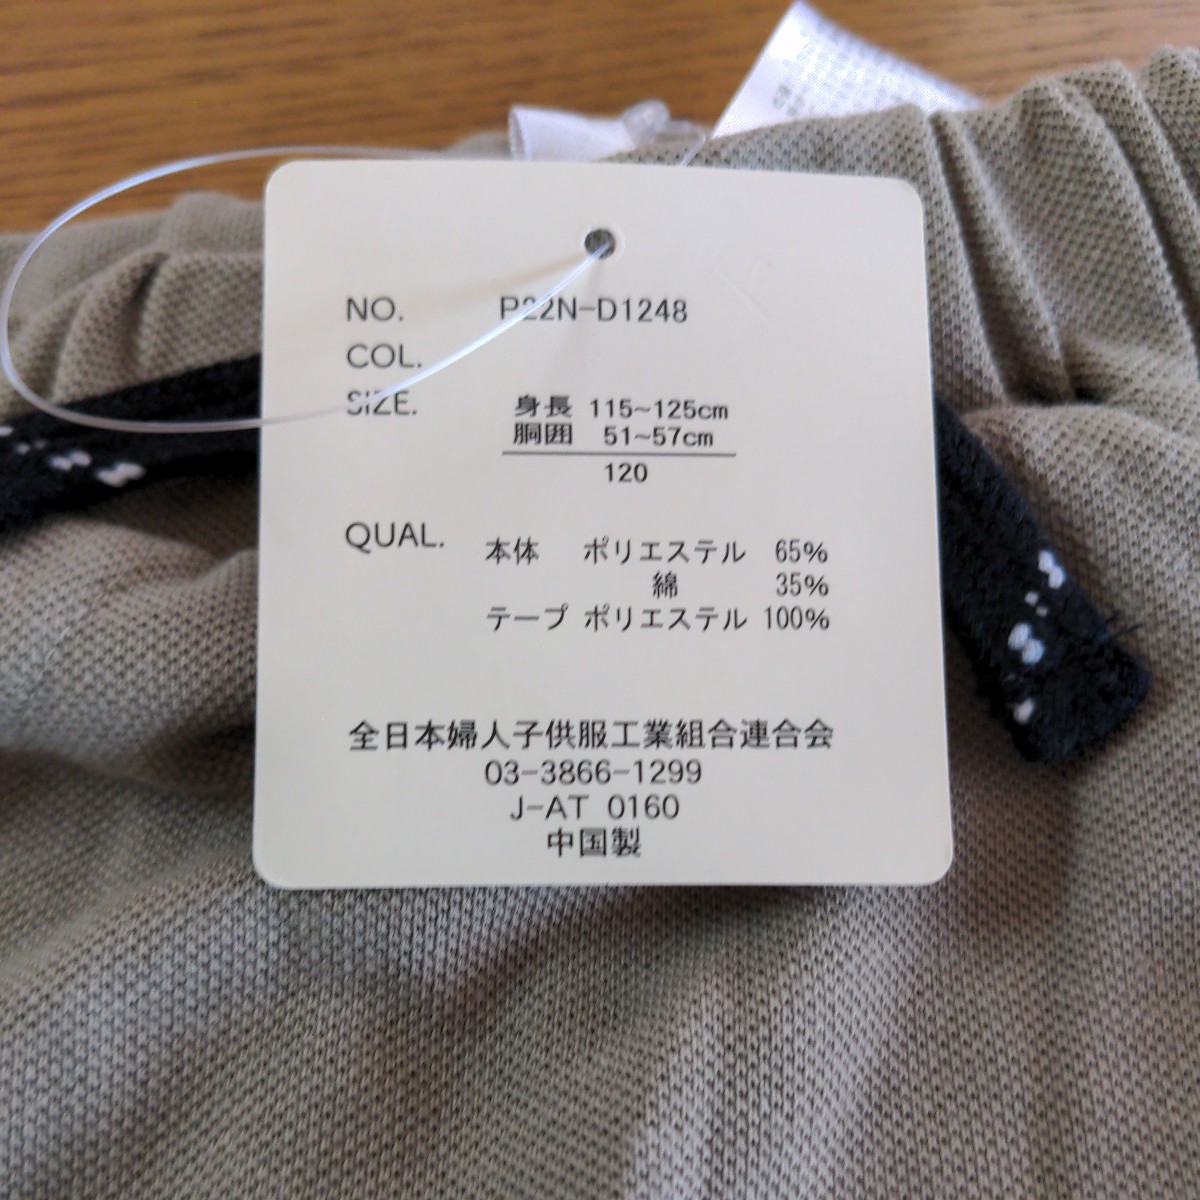 NO. P22N-D1248
COL.
SIZE.
身長 115~125cm
胴囲 51~57cm
120
QUAL.
本体 ポリエステル 65%
綿 35%
テープ ポリエステル 100%
全日本婦人子供服工業組合連合会
03-3866-1299
J-AT 0160
中国製